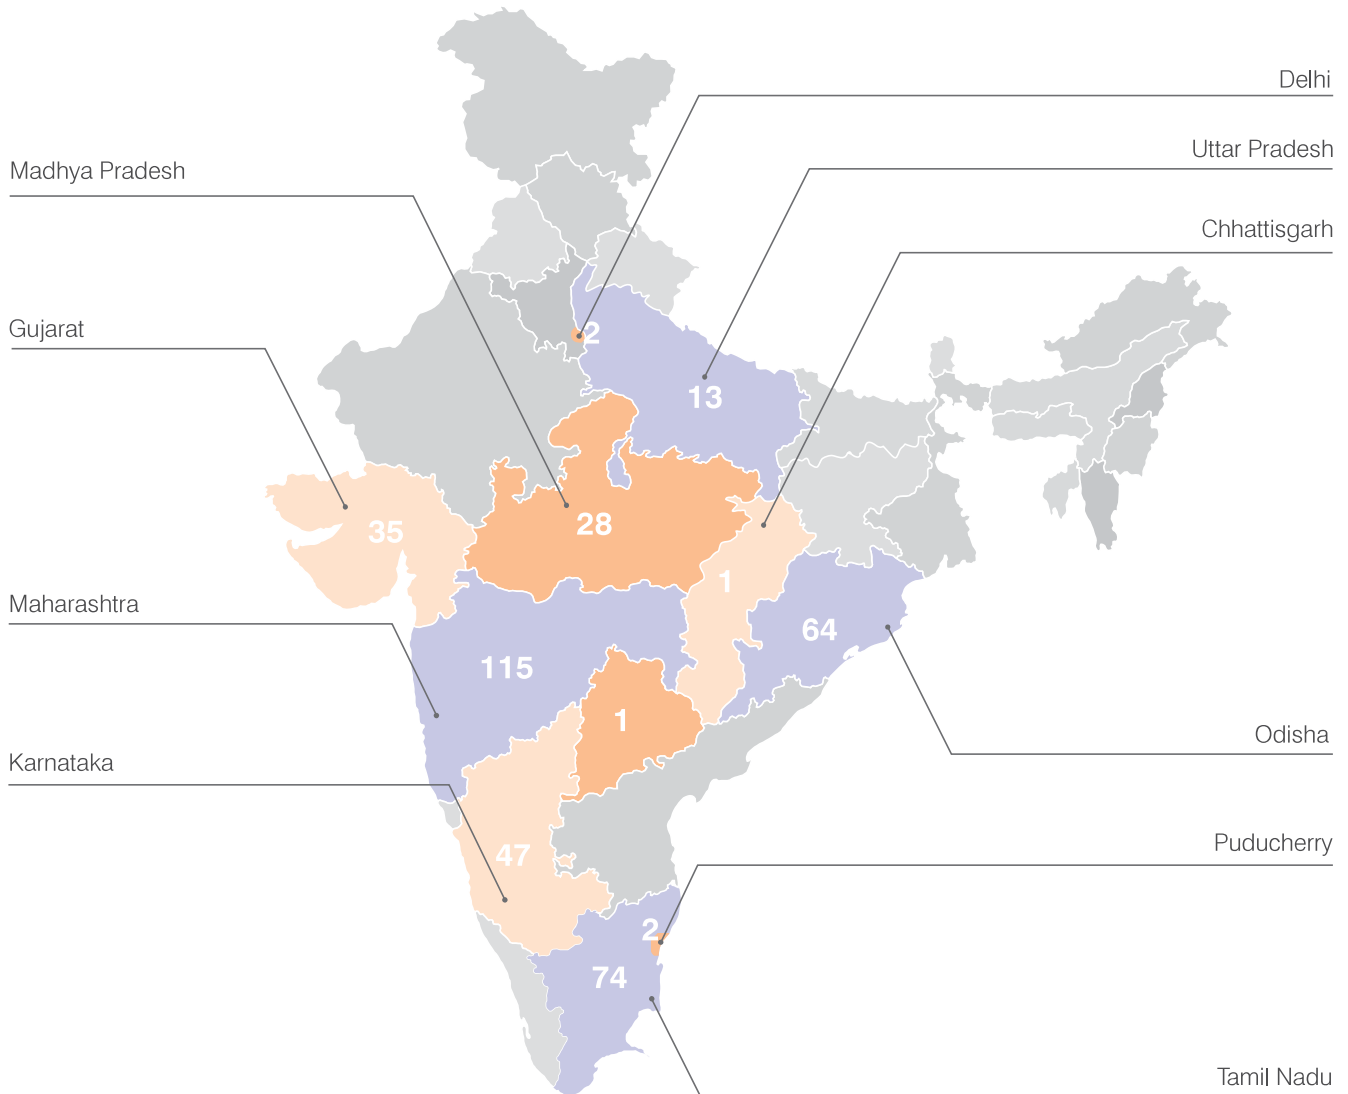 Delhi
Uttar Pradesh
Madhya Pradesh
Chhattisgarh
Gujarat
2
13
35
28
1
Maharashtra
64
115
1
Odisha
Karnataka
Puducherry
47
2
74
Tamil Nadu